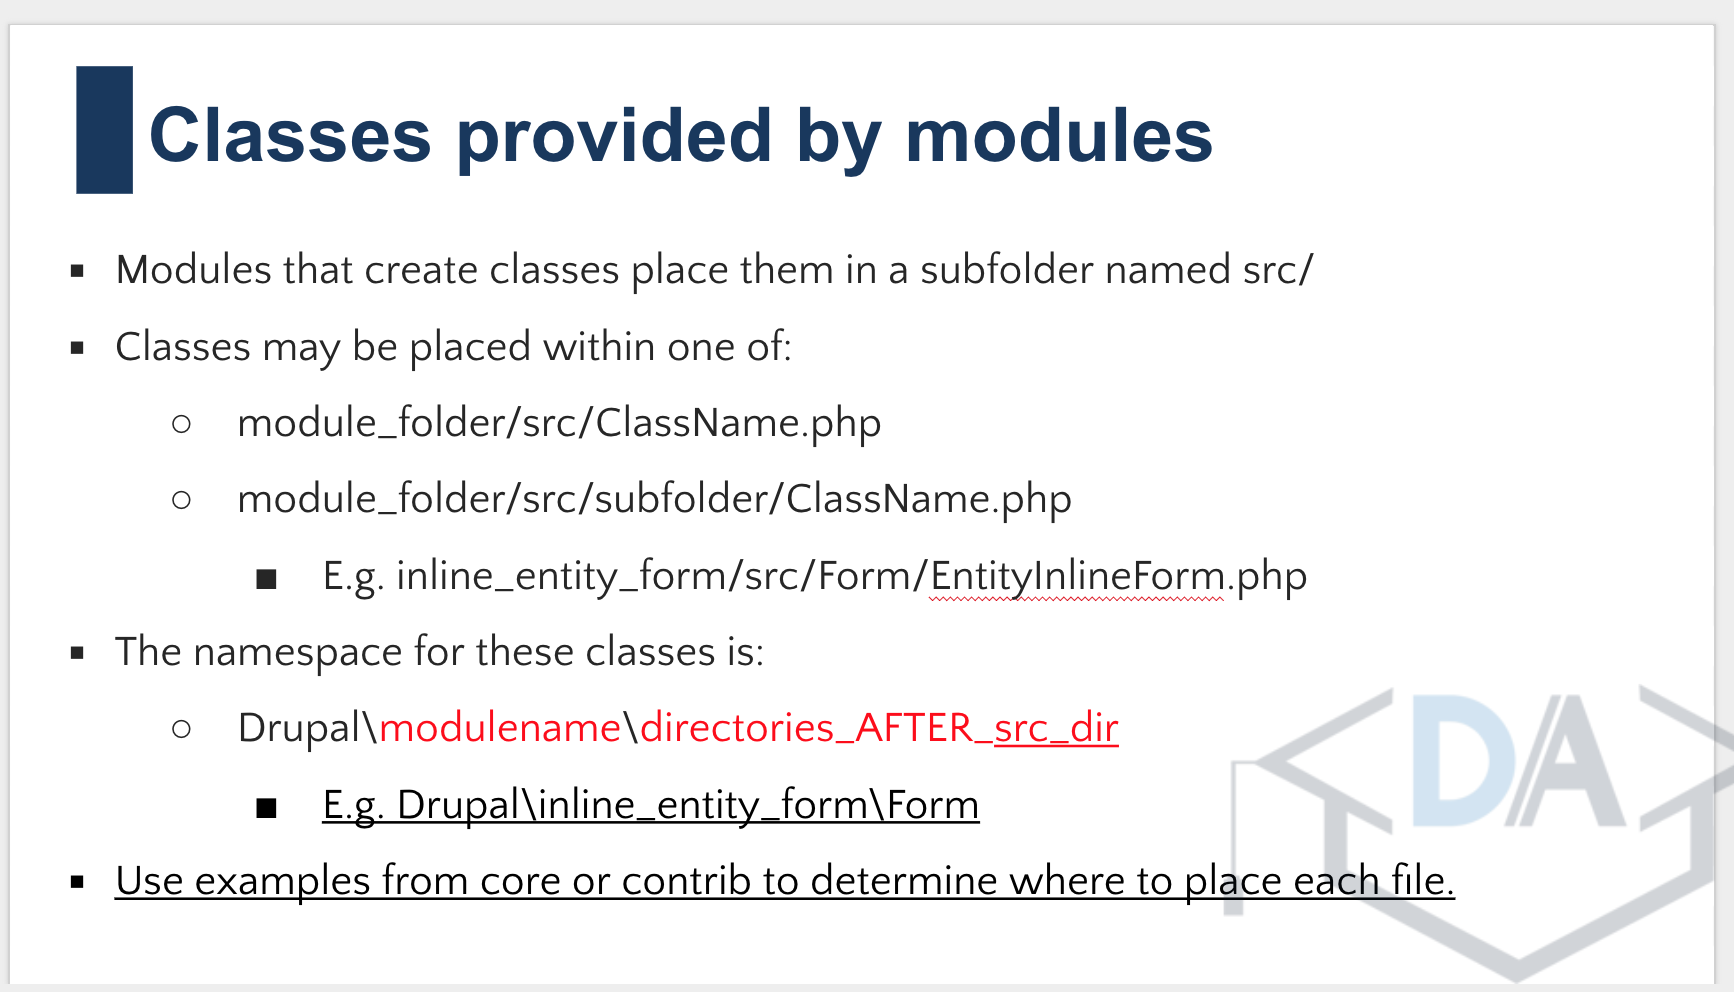 Classes provided by modules
Modules that create classes place them in a subfolder named src/
Classes may be placed within one of:
module_folder/src/ClassName.php
module_folder/src/subfolder/ClassName.php
E.g. inline_entity_form/src/Form/EntityInlineForm.php
The namespace for these classes is:
Drupal\modulename\directories_AFTER_src_dir
E.g. Drupal\inline_entity_form\Form
Use examples from core or contrib to determine where to place each file.
DA